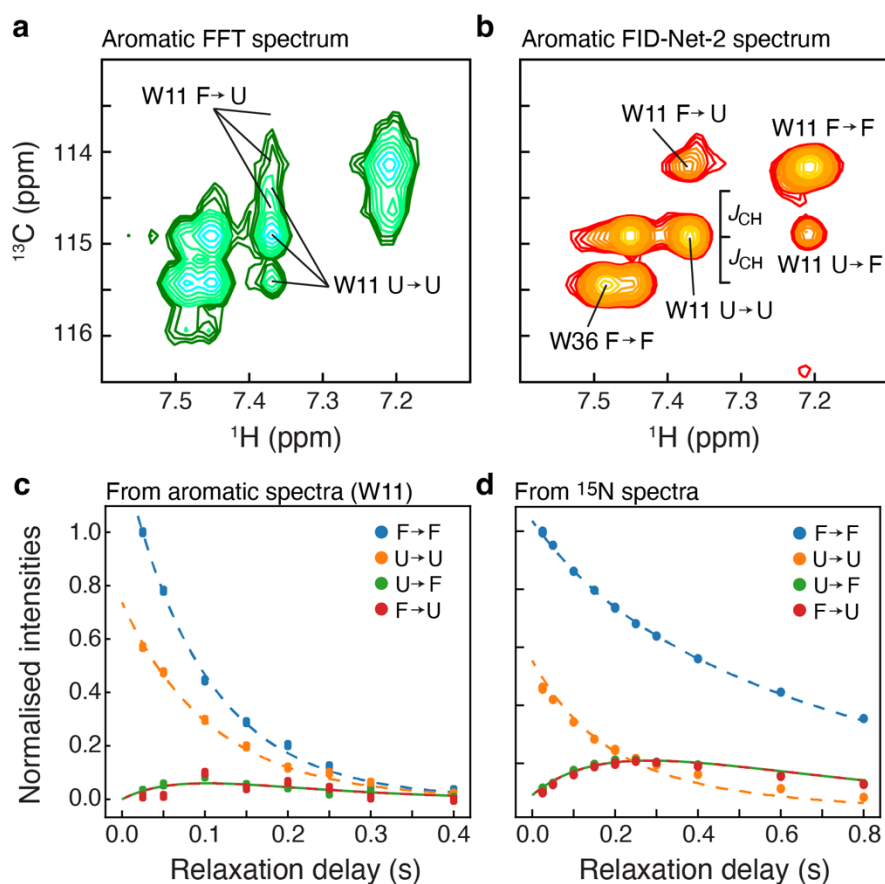 a
Aromatic FFT spectrum
W11 F→U
W11 U→U
¹³C (ppm)
114
115
116
7.5
7.4
7.3
7.2
¹H (ppm)
b
Aromatic FID-Net-2 spectrum
W11 F→U
W11 F→F
J_CH
J_CH
W11 U→F
W11 U→U
W36 F→F
7.5
7.4
7.3
7.2
¹H (ppm)
c
From aromatic spectra (W11)
Normalised intensities
1.0
0.8
0.6
0.4
0.2
0.0
F→F
U→U
U→F
F→U
0.0
0.1
0.2
0.3
0.4
Relaxation delay (s)
d
From ¹⁵N spectra
F→F
U→U
U→F
F→U
0.0
0.2
0.4
0.6
0.8
Relaxation delay (s)